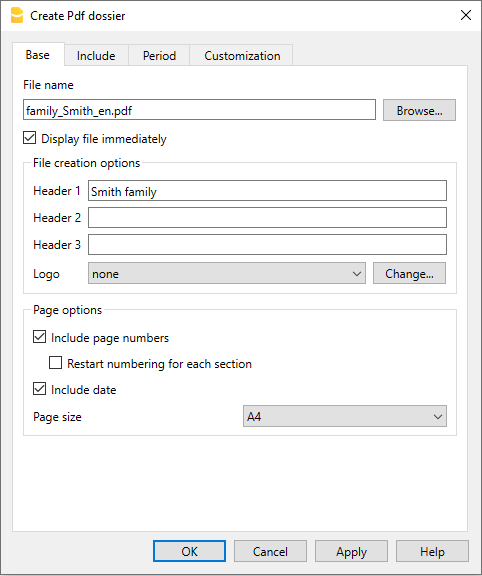 Create Pdf dossier
Base Include Period Customization
File name
family_Smith_en.pdf Browse...
Display file immediately
File creation options
Header 1 Smith family
Header 2
Header 3
Logo none Change...
Page options
Include page numbers
Restart numbering for each section
Include date
Page size A4
OK Cancel Apply Help